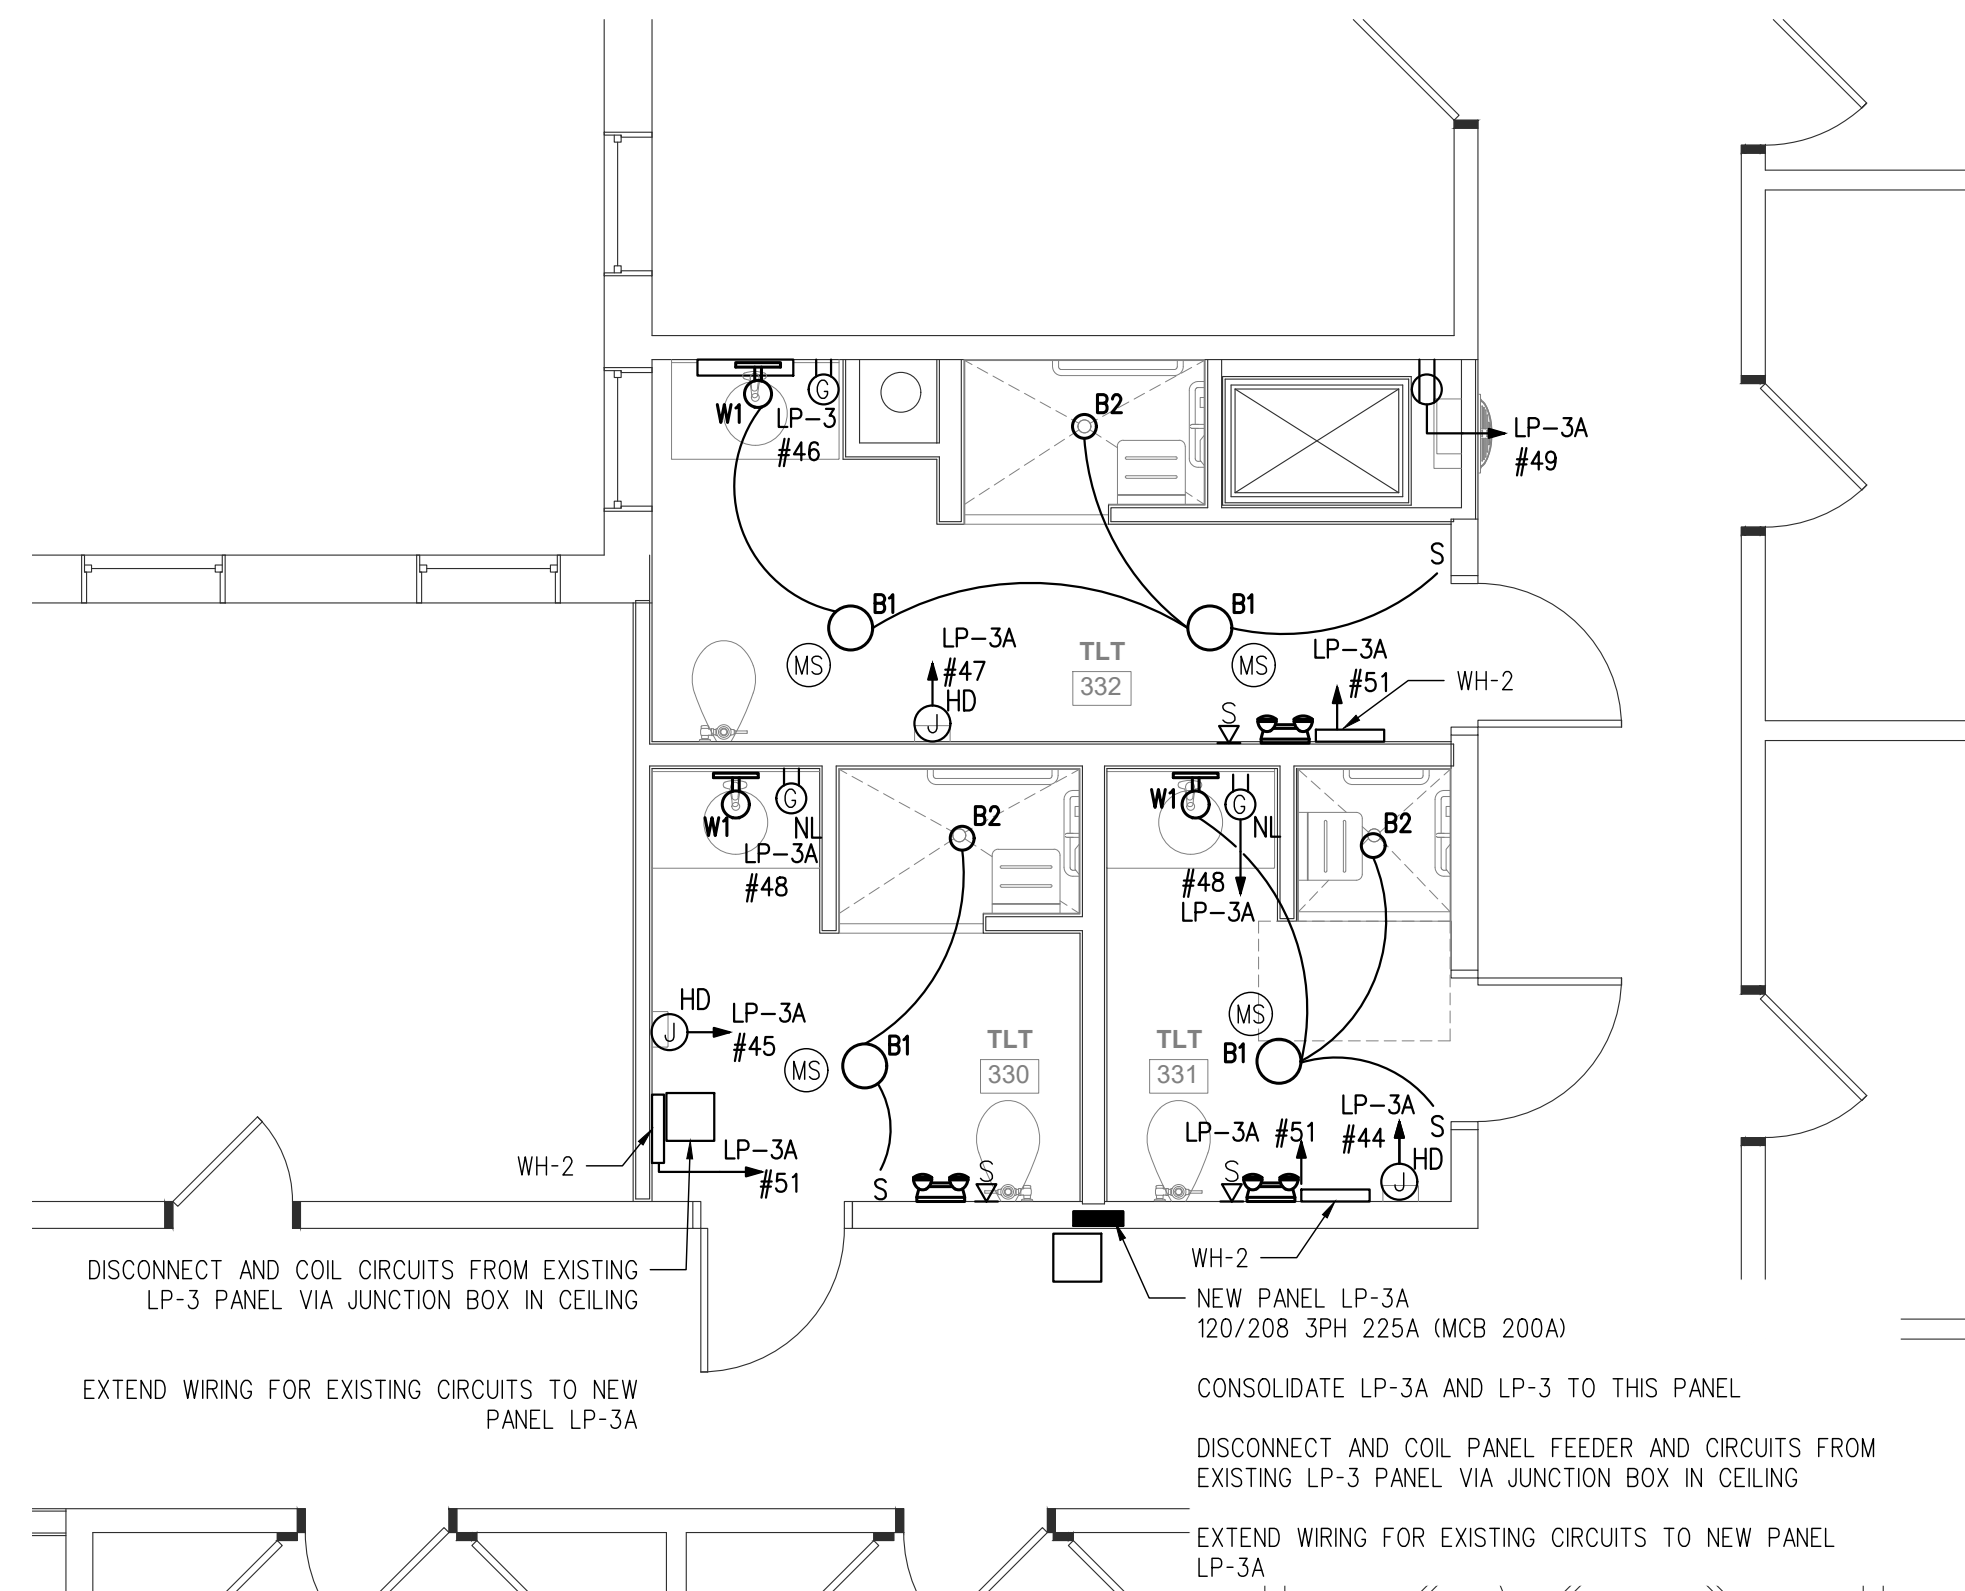 B2
W1
G
LP-3
#46
LP-3A
#49
S
B1
B1
MS
LP-3A
#47
HD
J
TLT
332
MS
LP-3A
#51
WH-2
S
W1
G
NL
LP-3A
#48
B2
W1
G
NL
#48
LP-3A
B2
HD
J
LP-3A
#45
MS
B1
TLT
330
TLT
331
MS
B1
WH-2
LP-3A
#51
S
S
LP-3A #51
LP-3A
#44
S
HD
J
S
WH-2
DISCONNECT AND COIL CIRCUITS FROM EXISTING
LP-3 PANEL VIA JUNCTION BOX IN CEILING
EXTEND WIRING FOR EXISTING CIRCUITS TO NEW
PANEL LP-3A
NEW PANEL LP-3A
120/208 3PH 225A (MCB 200A)
CONSOLIDATE LP-3A AND LP-3 TO THIS PANEL
DISCONNECT AND COIL PANEL FEEDER AND CIRCUITS FROM
EXISTING LP-3 PANEL VIA JUNCTION BOX IN CEILING
EXTEND WIRING FOR EXISTING CIRCUITS TO NEW PANEL
LP-3A